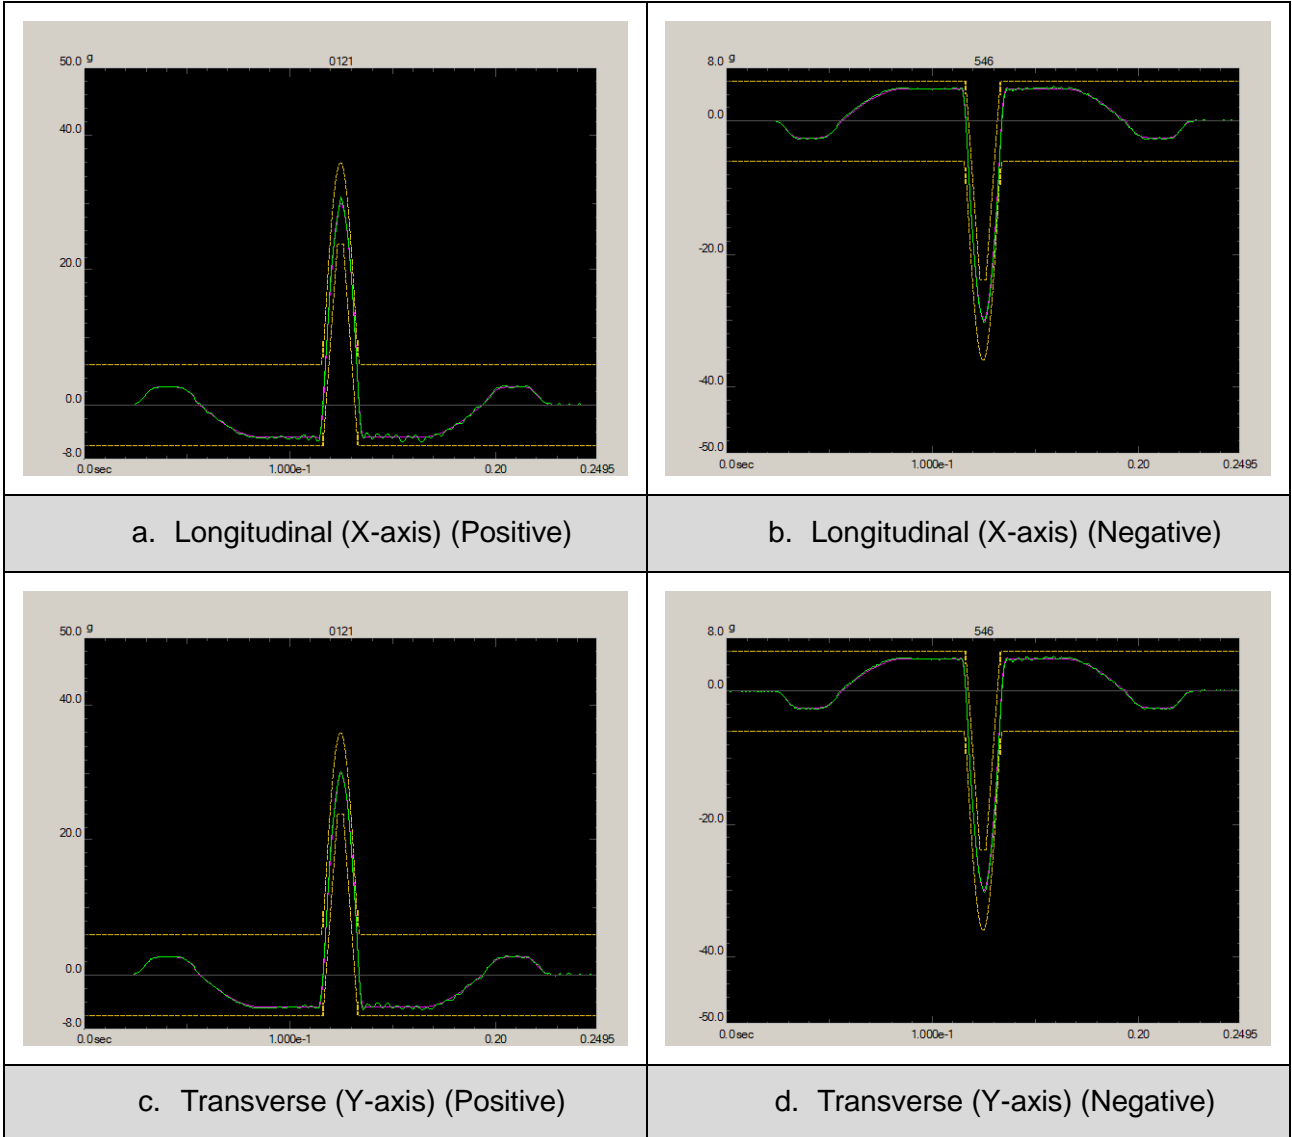 50.0 g
0121
40.0
20.0
0.0
-8.0
0.0sec 1.000e-1 0.20 0.2495
8.0 g
546
0.0
-20.0
-40.0
-50.0
0.0sec 1.000e-1 0.20 0.2495
a. Longitudinal (X-axis) (Positive)
b. Longitudinal (X-axis) (Negative)
50.0 g
0121
40.0
20.0
0.0
-8.0
0.0sec 1.000e-1 0.20 0.2495
8.0 g
546
0.0
-20.0
-40.0
-50.0
0.0sec 1.000e-1 0.20 0.2495
c. Transverse (Y-axis) (Positive)
d. Transverse (Y-axis) (Negative)